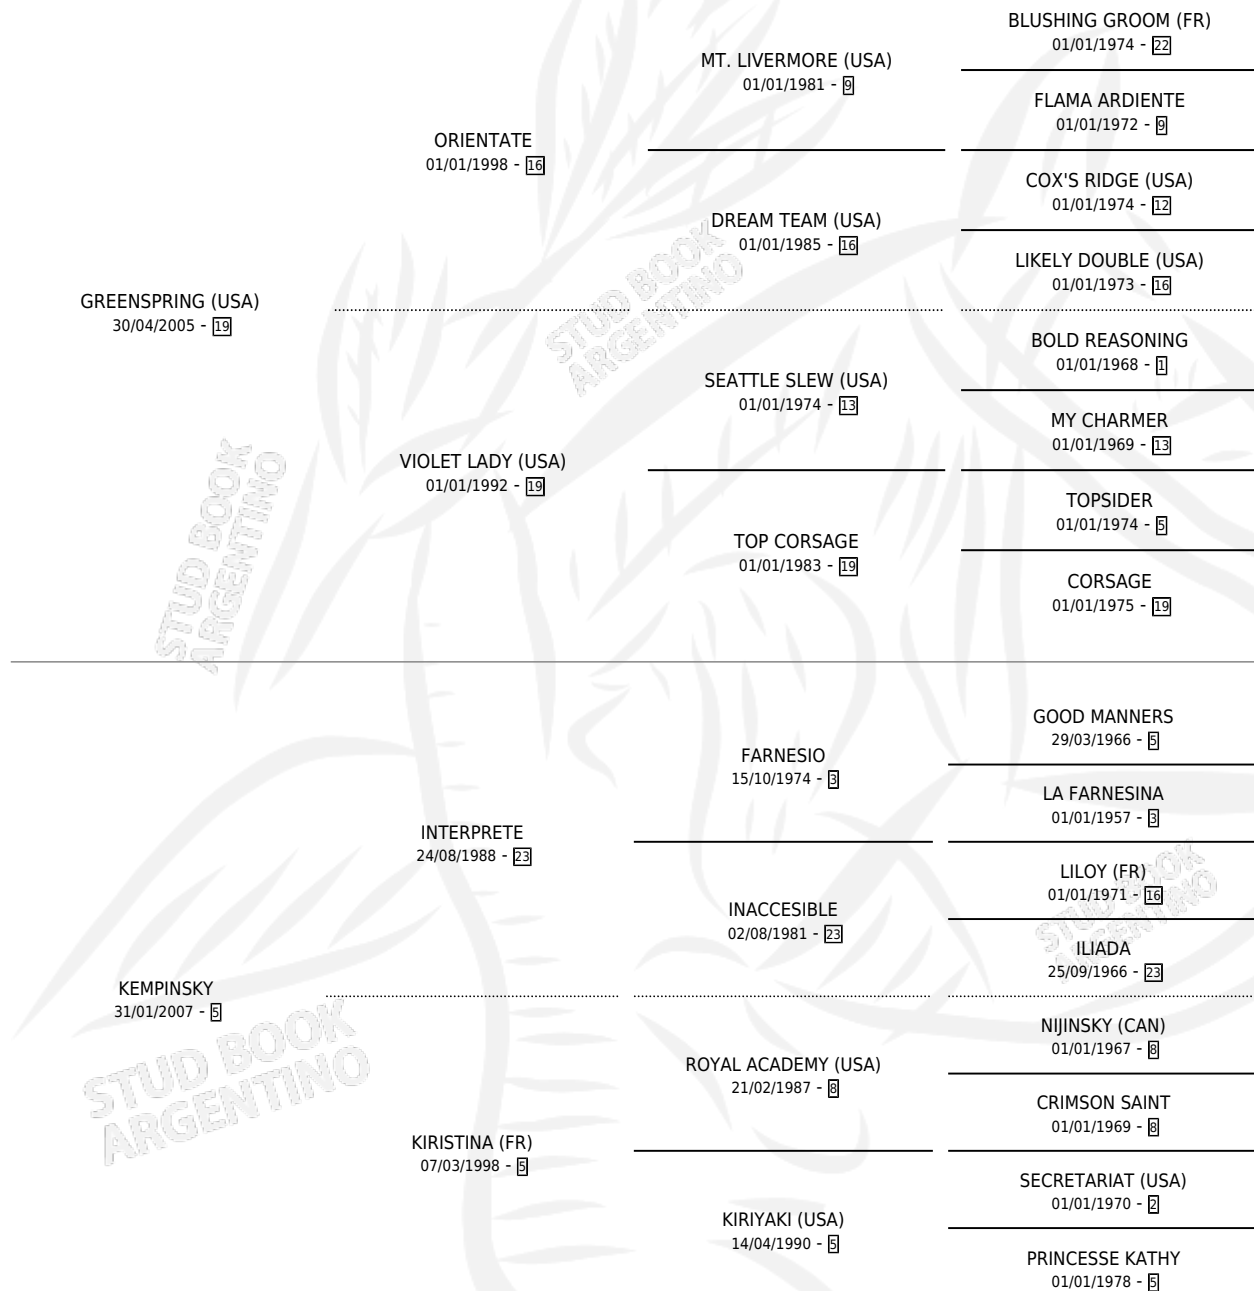 GREENSPRING (USA)
30/04/2005 - 19
ORIENTATE
01/01/1998 - 16
VIOLET LADY (USA)
01/01/1992 - 19
MT. LIVERMORE (USA)
01/01/1981 - 9
DREAM TEAM (USA)
01/01/1985 - 16
SEATTLE SLEW (USA)
01/01/1974 - 13
TOP CORSAGE
01/01/1983 - 19
BLUSHING GROOM (FR)
01/01/1974 - 22
FLAMA ARDIENTE
01/01/1972 - 9
COX'S RIDGE (USA)
01/01/1974 - 12
LIKELY DOUBLE (USA)
01/01/1973 - 16
BOLD REASONING
01/01/1968 - 1
MY CHARMER
01/01/1969 - 13
TOPSIDER
01/01/1974 - 5
CORSAGE
01/01/1975 - 19
KEMPINSKY
31/01/2007 - 5
INTERPRETE
24/08/1988 - 23
KIRISTINA (FR)
07/03/1998 - 5
FARNESIO
15/10/1974 - 3
INACCESIBLE
02/08/1981 - 23
ROYAL ACADEMY (USA)
21/02/1987 - 8
KIRIYAKI (USA)
14/04/1990 - 5
GOOD MANNERS
29/03/1966 - 5
LA FARNESINA
01/01/1957 - 3
LILOY (FR)
01/01/1971 - 16
ILIADA
25/09/1966 - 23
NIJINSKY (CAN)
01/01/1967 - 8
CRIMSON SAINT
01/01/1969 - 8
SECRETARIAT (USA)
01/01/1970 - 2
PRINCESSE KATHY
01/01/1978 - 5
STUD BOOK
ARGENTINO
STUD BOOK
ARGENTINO
STUD BOOK
ARGENTINO
STUD BOOK
ARGENTINO